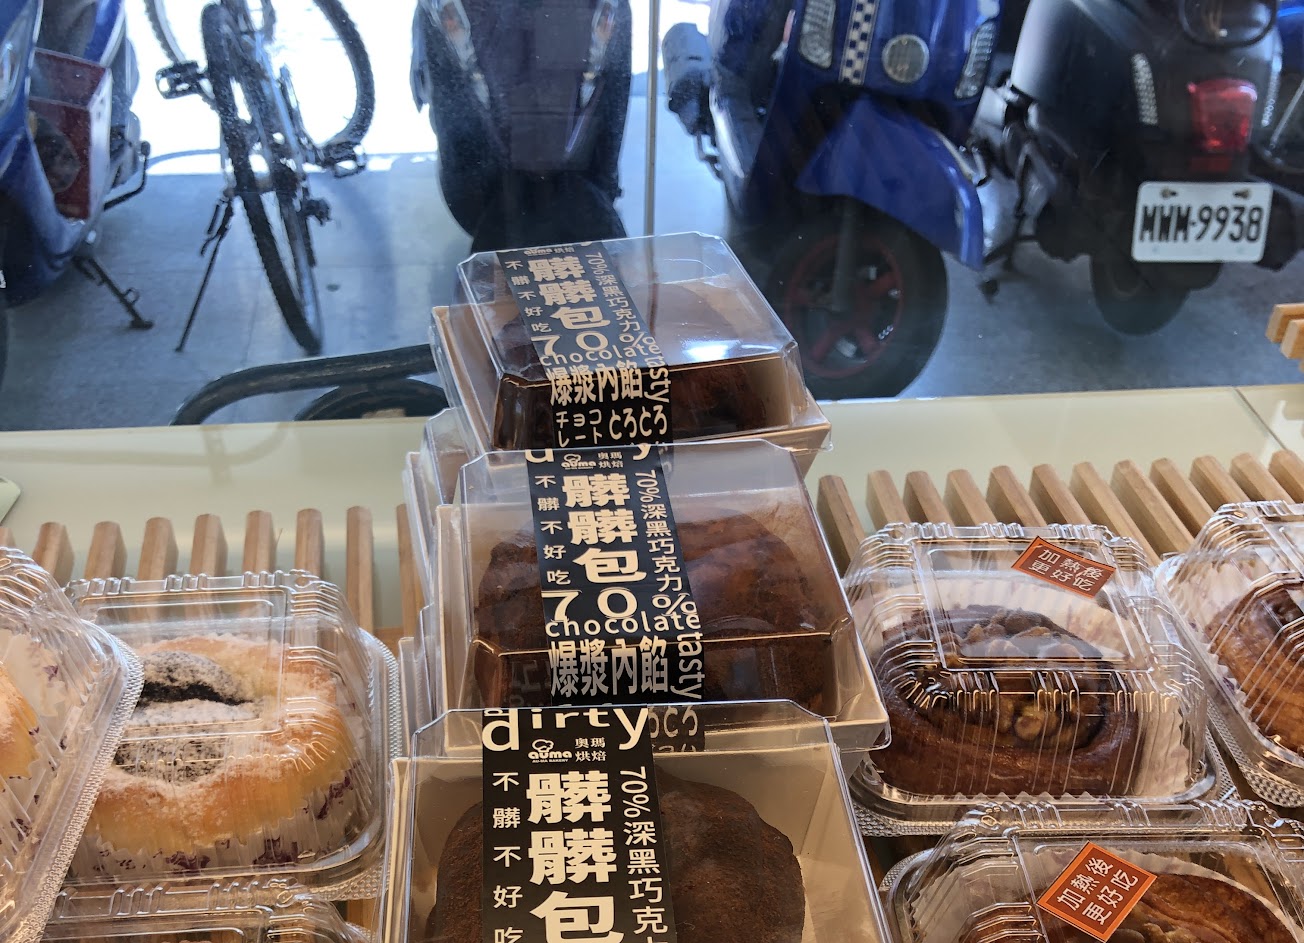 MWM-9938
auma 烘焙
不髒不好吃
髒髒包
70%深黑巧克力
70%
chocolate
tasty
爆漿內餡
チョコ
レート
とろとろ
auma 奧瑪
烘焙
不髒不好吃
髒髒包
70%深黑巧克力
70%
chocolate
tasty
爆漿內餡
dirty
auma 奧瑪
AU-MA BAKERY 烘焙
不髒不好吃
髒髒包
70%深黑巧克
加熱後
更好吃
加熱後
更好吃